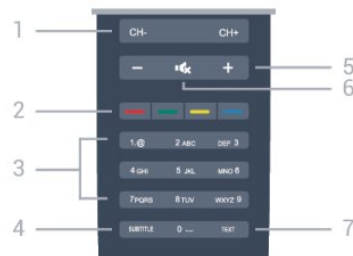 1 CH- CH+
− + 5
6
2
3 1.@ 2 ABC DEF 3
4 GHI 5 JKL MNO 6
7PQRS 8TUV WXYZ 9
4 SUBTITLE 0 ⎵ TEXT 7